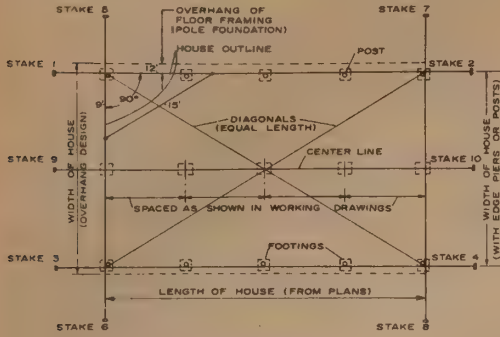 STAKE 5
STAKE 7
OVERHANG OF
FLOOR FRAMING
(POLE FOUNDATION)
HOUSE OUTLINE
POST
STAKE 1
12'
STAKE 2
9'
90°
15'
DIAGONALS
(EQUAL LENGTH)
CENTER LINE
STAKE 9
STAKE 10
WIDTH OF HOUSE
(OVERHANG DESIGN)
WIDTH OF HOUSE
(WITH EDGE PIERS OR POSTS)
SPACED AS SHOWN IN WORKING DRAWINGS
FOOTINGS
STAKE 3
STAKE 4
LENGTH OF HOUSE (FROM PLANS)
STAKE 6
STAKE 8